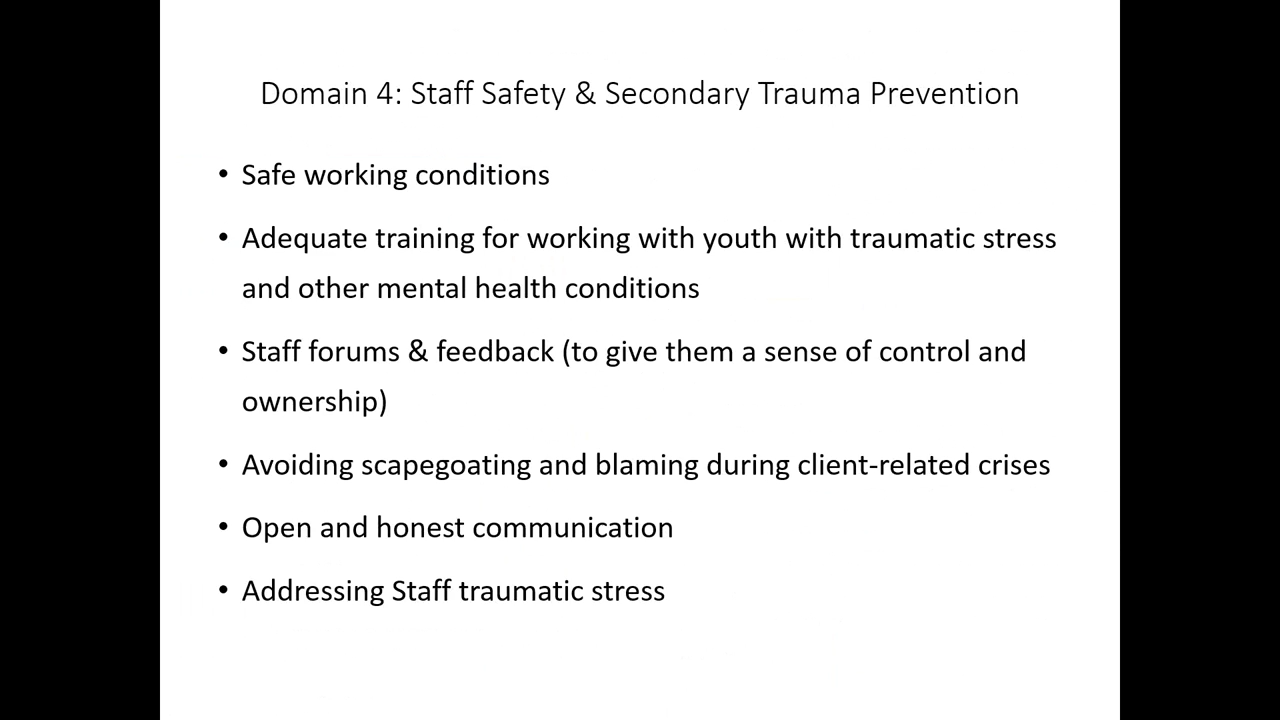 Domain 4: Staff Safety & Secondary Trauma Prevention
• Safe working conditions
• Adequate training for working with youth with traumatic stress
and other mental health conditions
• Staff forums & feedback (to give them a sense of control and
ownership)
• Avoiding scapegoating and blaming during client-related crises
• Open and honest communication
• Addressing Staff traumatic stress